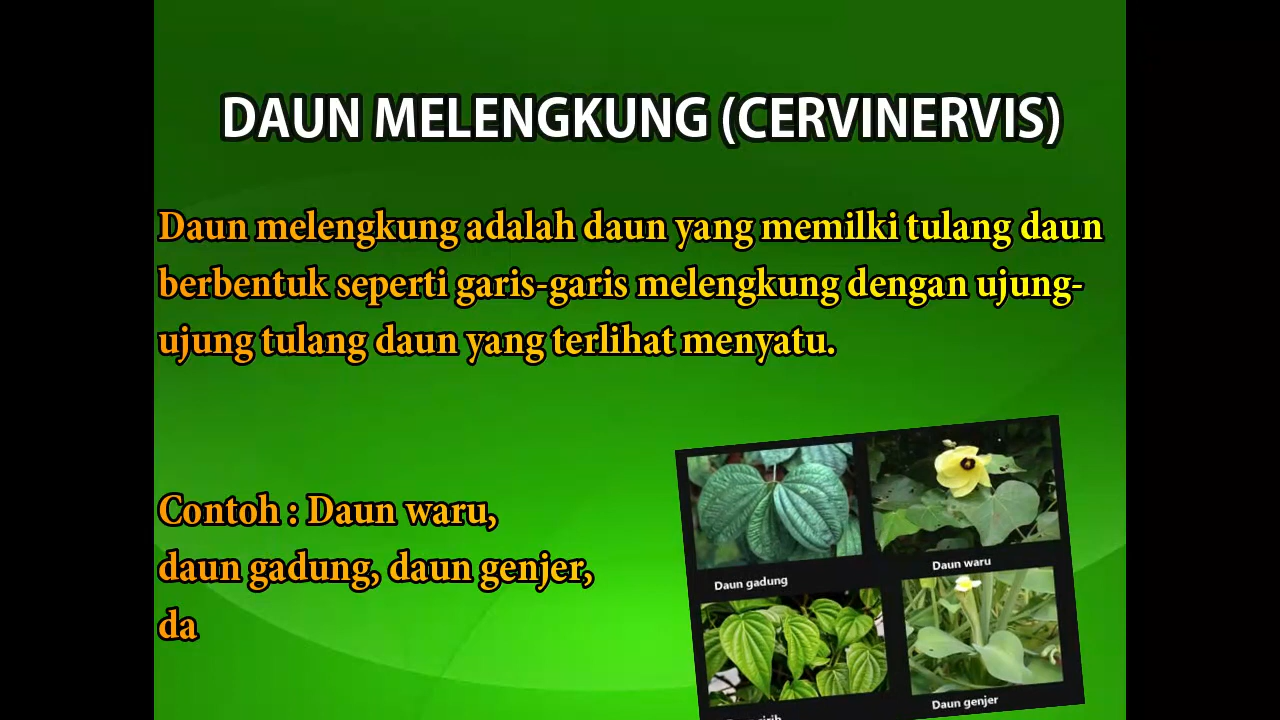 DAUN MELENGKUNG (CERVINERVIS)
Daun melengkung adalah daun yang memilki tulang daun
berbentuk seperti garis-garis melengkung dengan ujung-
ujung tulang daun yang terlihat menyatu.
Contoh : Daun waru,
daun gadung, daun genjer,
da
Daun gadung
Daun waru
Daun genjer